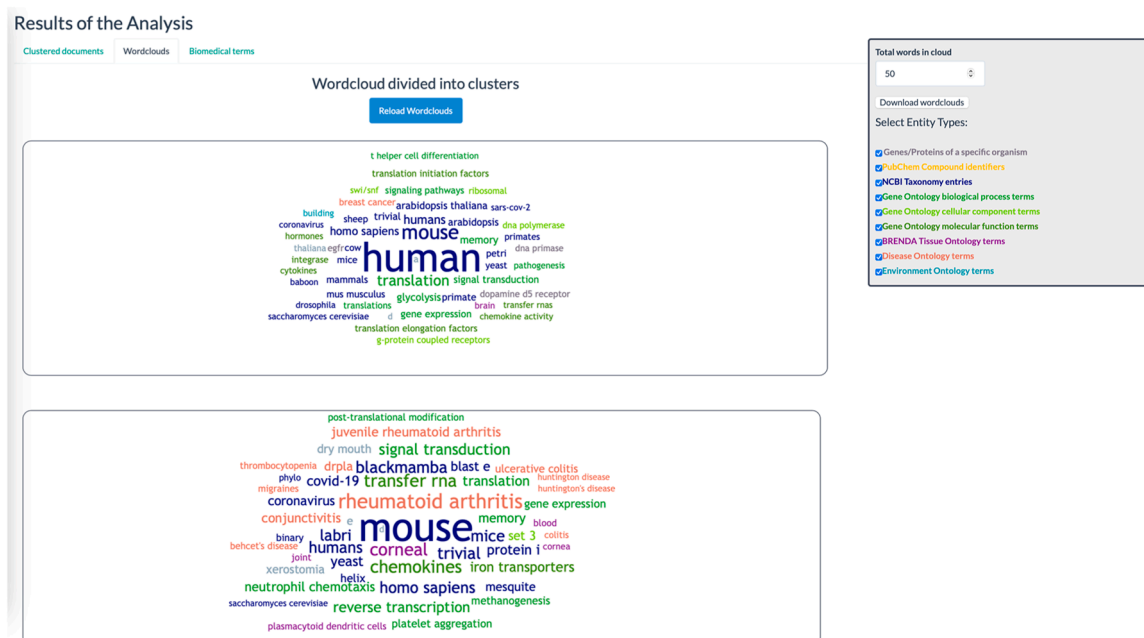 Results of the Analysis
Clustered documents Wordclouds Biomedical terms
Wordcloud divided into clusters
Reload Wordclouds
t helper cell differentiation
translation initiation factors
swi/snf signaling pathways ribosomal
breast cancer arabidopsis thaliana sars-cov-2
building
coronavirus sheep trivial humans arabidopsis dna polymerase
hormones homo sapiens mouse memory primates
thaliana egfr cow human a petri dna primase
integrase mice yeast pathogenesis
cytokines
baboon mammals translation signal transduction
mus musculus glycolysis primate dopamine d5 receptor
drosophila translations brain transfer rnas
saccharomyces cerevisiae d gene expression chemokine activity
translation elongation factors
g-protein coupled receptors
post-translational modification
juvenile rheumatoid arthritis
dry mouth signal transduction
thrombocytopenia drpla blackmamba blast e ulcerative colitis
phylo covid-19 transfer rna translation huntington disease
migraines huntington's disease
coronavirus rheumatoid arthritis gene expression
conjunctivitis e mouse d memory blood
binary labri mice set 3 colitis
behcet's disease humans corneal trivial protein i cornea
joint yeast
xerostomia chemokines iron transporters
helix
neutrophil chemotaxis homo sapiens mesquite
saccharomyces cerevisiae reverse transcription methanogenesis
plasmacytoid dendritic cells platelet aggregation
Total words in cloud
50
Download wordclouds
Select Entity Types:
Genes/Proteins of a specific organism
PubChem Compound identifiers
NCBI Taxonomy entries
Gene Ontology biological process terms
Gene Ontology cellular component terms
Gene Ontology molecular function terms
BRENDA Tissue Ontology terms
Disease Ontology terms
Environment Ontology terms